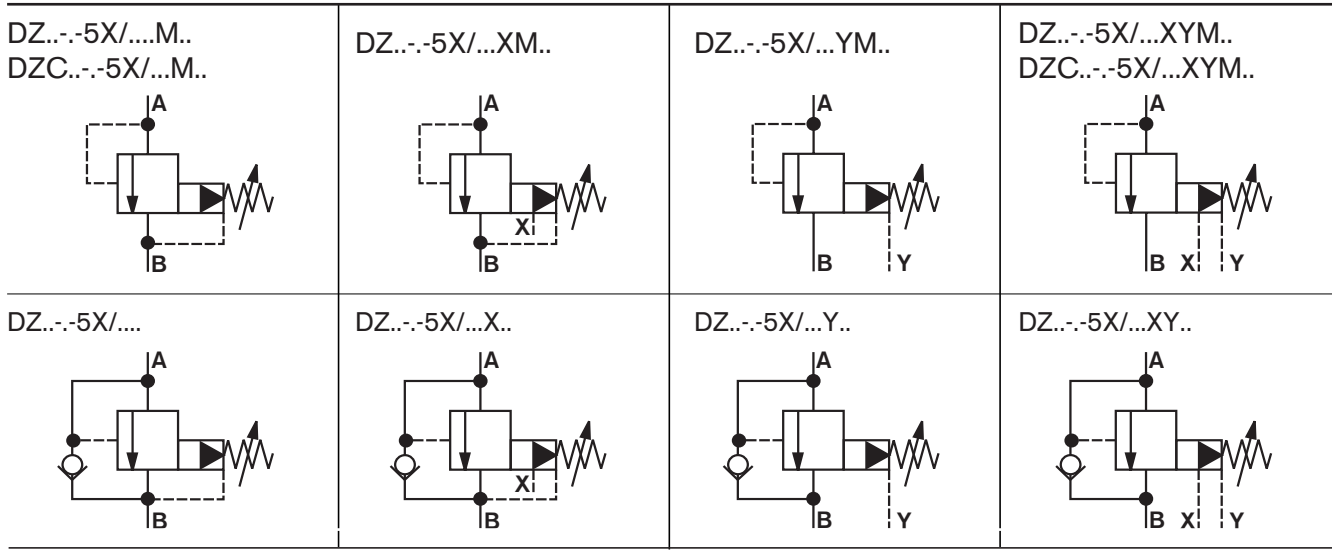 DZ..-.-5X/....M..
DZC..-.-5X/...M..
A
B
DZ..-.-5X/...XM..
A
X
B
DZ..-.-5X/...YM..
A
B
Y
DZ..-.-5X/...XYM..
DZC..-.-5X/...XYM..
A
B X Y
DZ..-.-5X/....
A
B
DZ..-.-5X/...X..
A
X
B
DZ..-.-5X/...Y..
A
B
Y
DZ..-.-5X/...XY..
A
B X Y